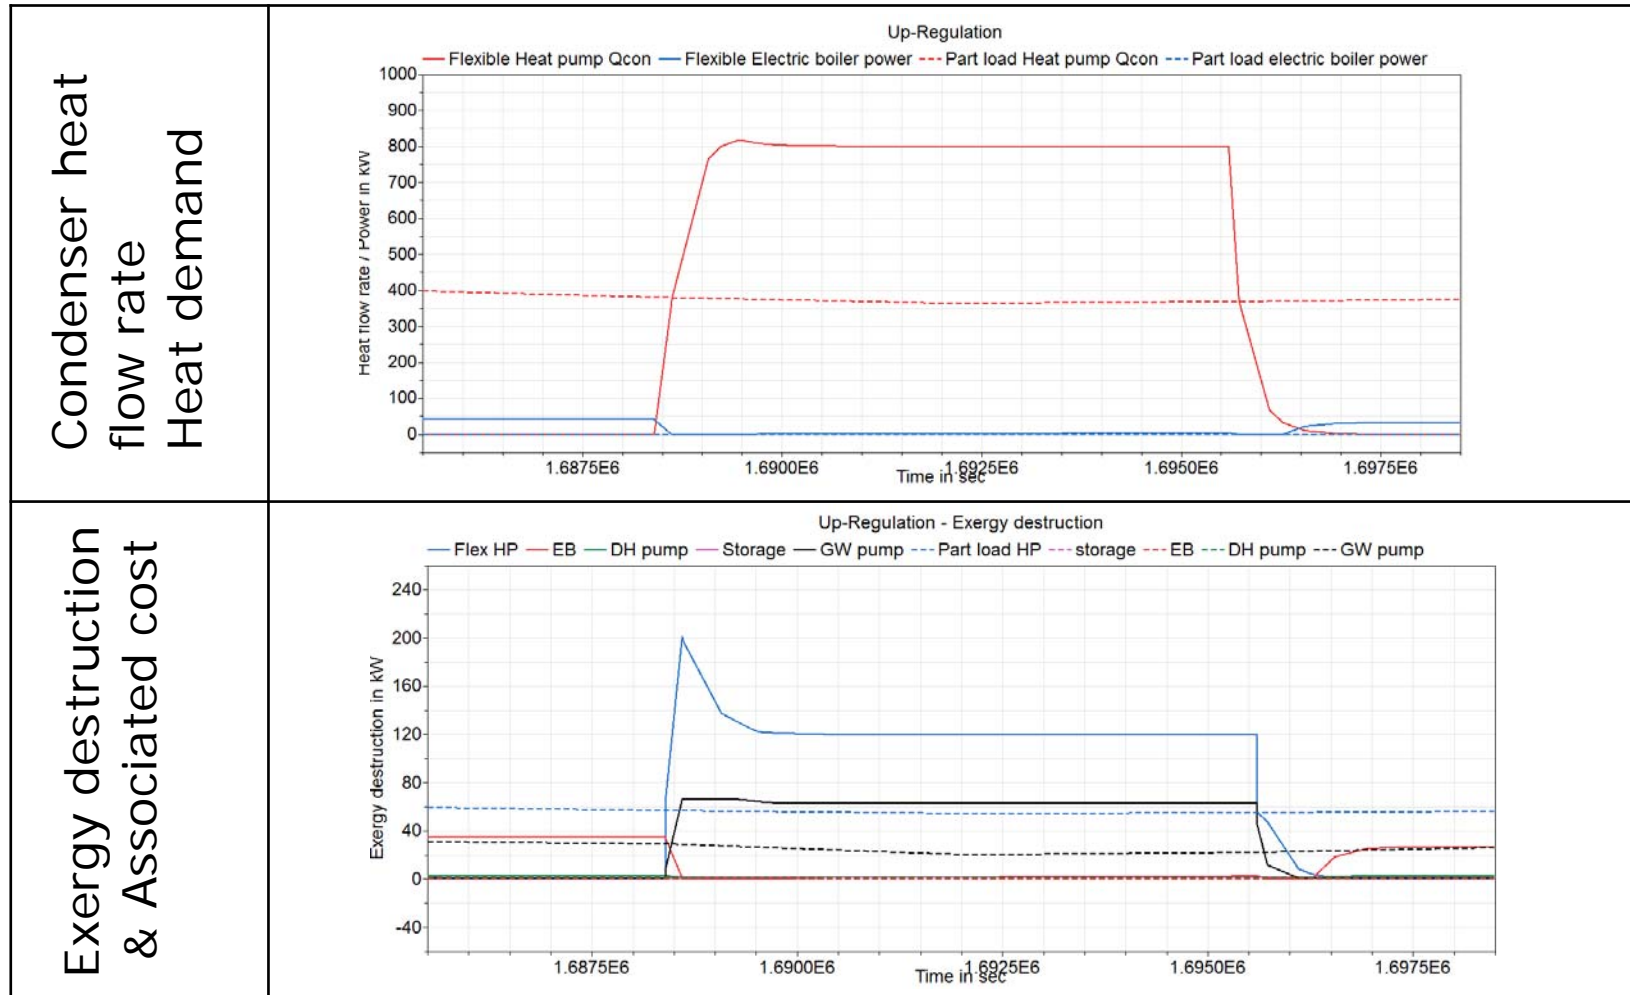 Condenser heat
flow rate
Heat demand
Up-Regulation
Flexible Heat pump Qcon Flexible Electric boiler power Part load Heat pump Qcon Part load electric boiler power
Heat flow rate / Power in kW
1000
900
800
700
600
500
400
300
200
100
0
1.6875E6 1.6900E6 1.6925E6 1.6950E6 1.6975E6
Time in sec
Exergy destruction
& Associated cost
Up-Regulation - Exergy destruction
Flex HP EB DH pump Storage GW pump Part load HP storage EB DH pump GW pump
Exergy destruction in kW
240
200
160
120
80
40
0
-40
1.6875E6 1.6900E6 1.6925E6 1.6950E6 1.6975E6
Time in sec